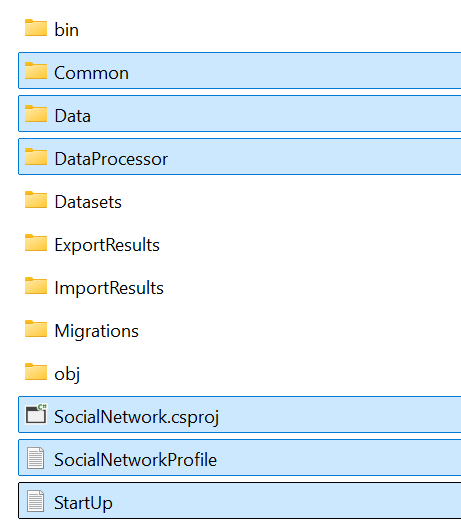 bin
Common
Data
DataProcessor
Datasets
ExportResults
ImportResults
Migrations
obj
SocialNetwork.csproj
SocialNetworkProfile
StartUp